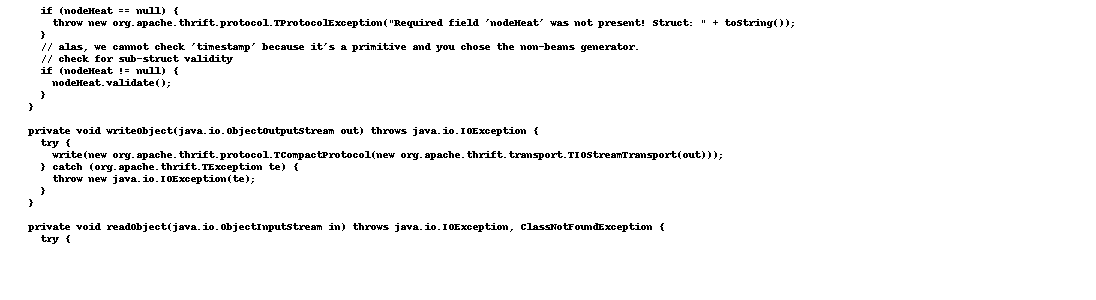 if (nodeHeat == null) {
throw new org.apache.thrift.protocol.TProtocolException("Required field 'nodeHeat' was not present! Struct: " + toString());
}
// alas, we cannot check 'timestamp' because it's a primitive and you chose the non-beans generator.
// check for sub-struct validity
if (nodeHeat != null) {
nodeHeat.validate();
}
}
private void writeObject(java.io.ObjectOutputStream out) throws java.io.IOException {
try {
write(new org.apache.thrift.protocol.TCompactProtocol(new org.apache.thrift.transport.TIOStreamTransport(out)));
} catch (org.apache.thrift.TException te) {
throw new java.io.IOException(te);
}
}
private void readObject(java.io.ObjectInputStream in) throws java.io.IOException, ClassNotFoundException {
try {